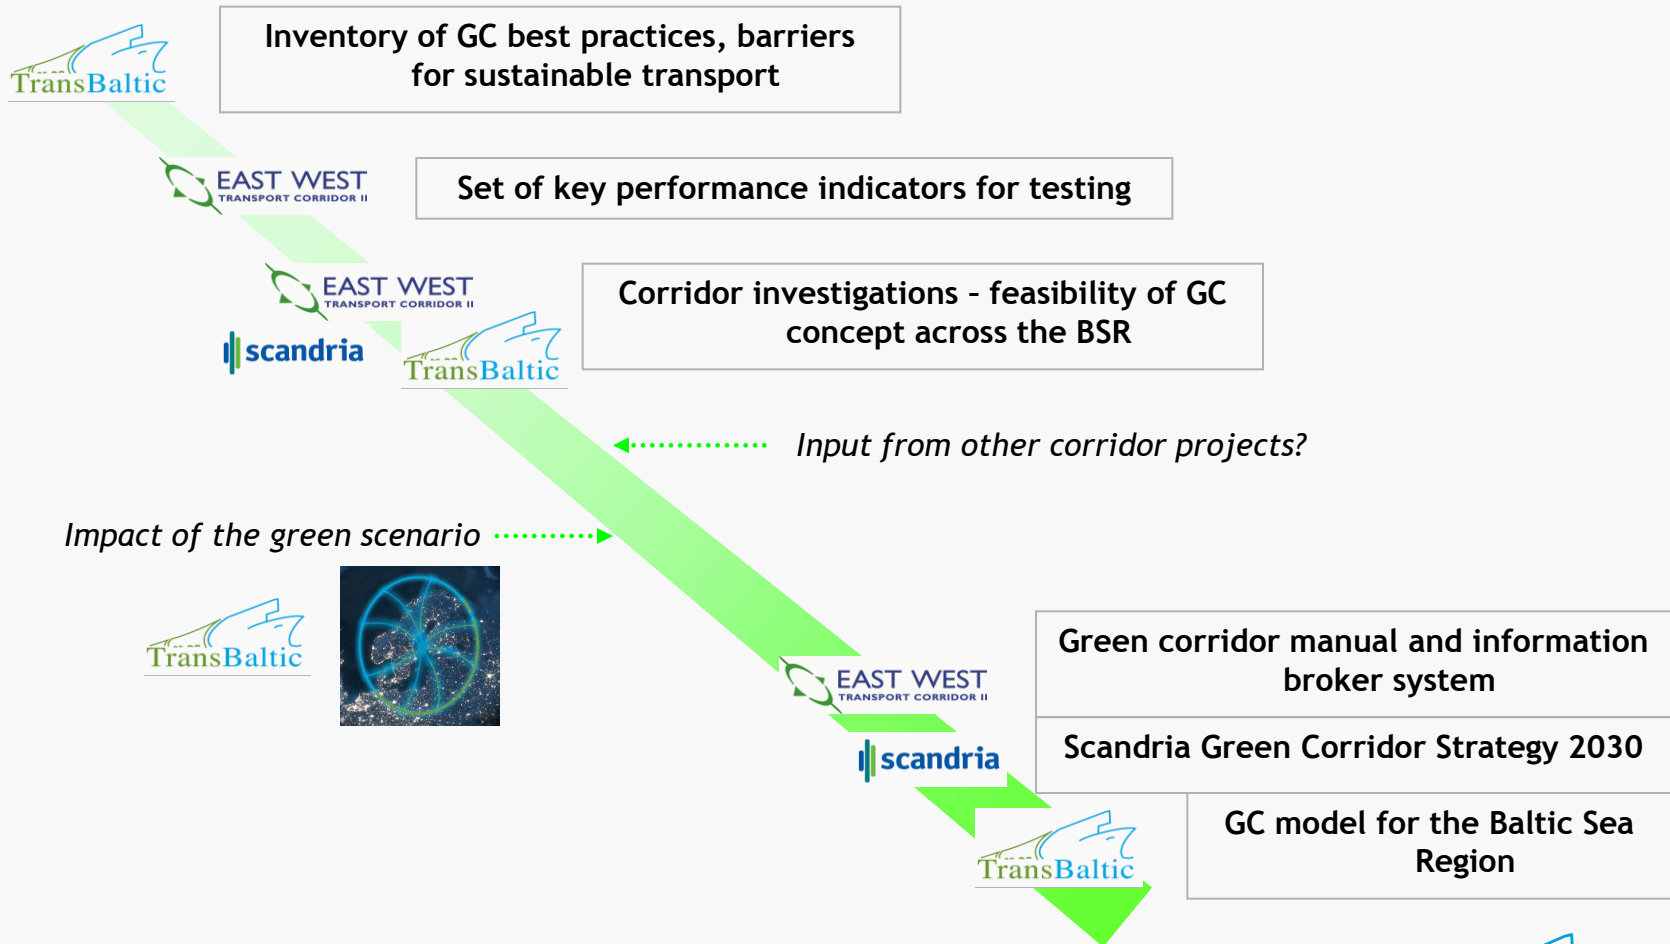 TransBaltic
Inventory of GC best practices, barriers
for sustainable transport
EAST WEST
TRANSPORT CORRIDOR II
Set of key performance indicators for testing
EAST WEST
TRANSPORT CORRIDOR II
scandria
TransBaltic
Corridor investigations – feasibility of GC
concept across the BSR
Input from other corridor projects?
Impact of the green scenario
TransBaltic
EAST WEST
TRANSPORT CORRIDOR II
Green corridor manual and information
broker system
scandria
Scandria Green Corridor Strategy 2030
TransBaltic
GC model for the Baltic Sea
Region